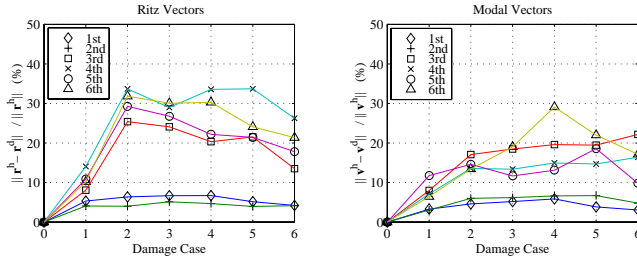 Ritz Vectors
50
40
30
20
10
0
|| r^h − r^d || / || r^h || (%)
1st
2nd
3rd
4th
5th
6th
0 1 2 3 4 5 6
Damage Case
Modal Vectors
50
40
30
20
10
0
|| v^h − v^d || / || v^h || (%)
1st
2nd
3rd
4th
5th
6th
0 1 2 3 4 5 6
Damage Case